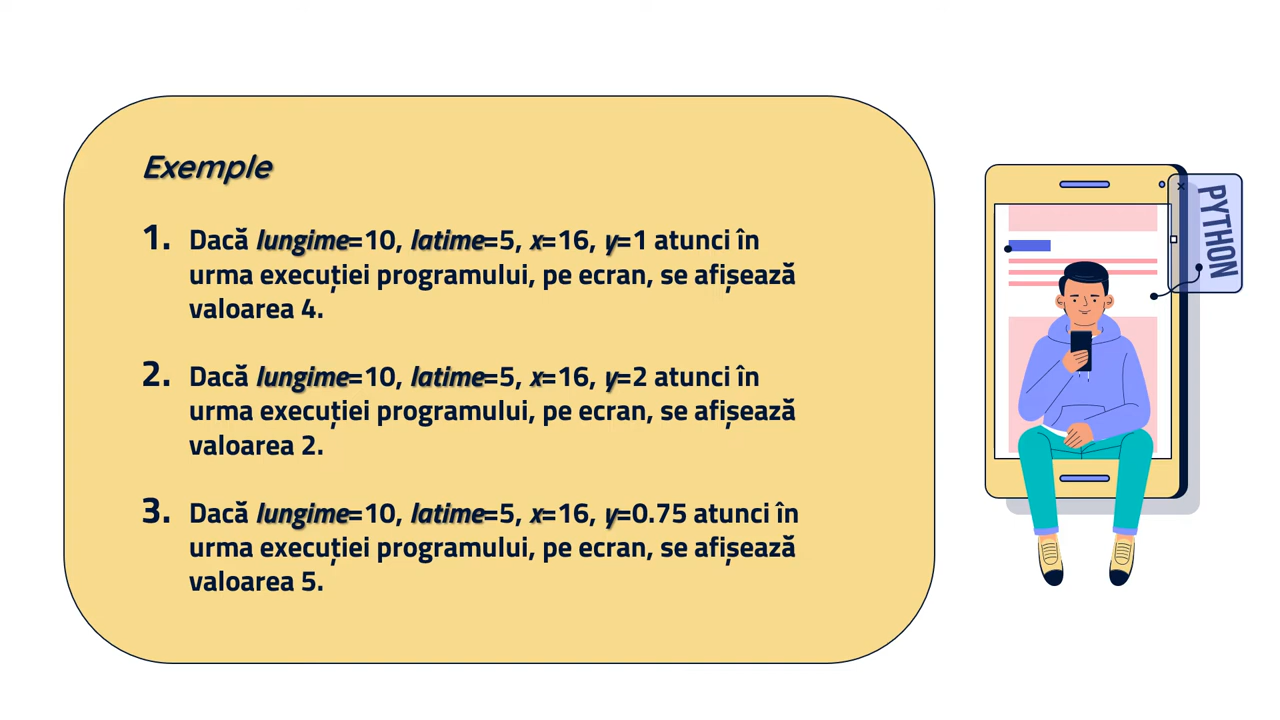 Exemple
1. Dacă lungime=10, latime=5, x=16, y=1 atunci în
urma execuției programului, pe ecran, se afișează
valoarea 4.
2. Dacă lungime=10, latime=5, x=16, y=2 atunci în
urma execuției programului, pe ecran, se afișează
valoarea 2.
3. Dacă lungime=10, latime=5, x=16, y=0.75 atunci în
urma execuției programului, pe ecran, se afișează
valoarea 5.
PYTHON